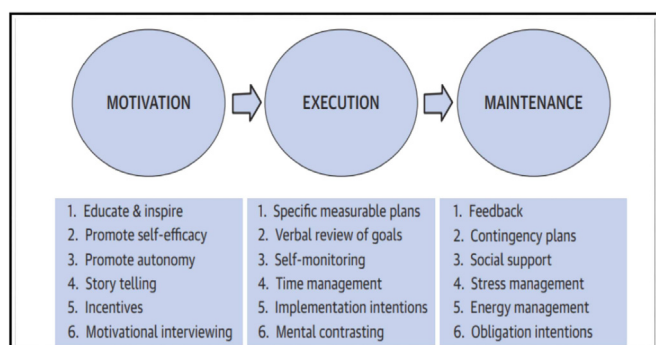 MOTIVATION
EXECUTION
MAINTENANCE
1. Educate & inspire
2. Promote self-efficacy
3. Promote autonomy
4. Story telling
5. Incentives
6. Motivational interviewing
1. Specific measurable plans
2. Verbal review of goals
3. Self-monitoring
4. Time management
5. Implementation intentions
6. Mental contrasting
1. Feedback
2. Contingency plans
3. Social support
4. Stress management
5. Energy management
6. Obligation intentions